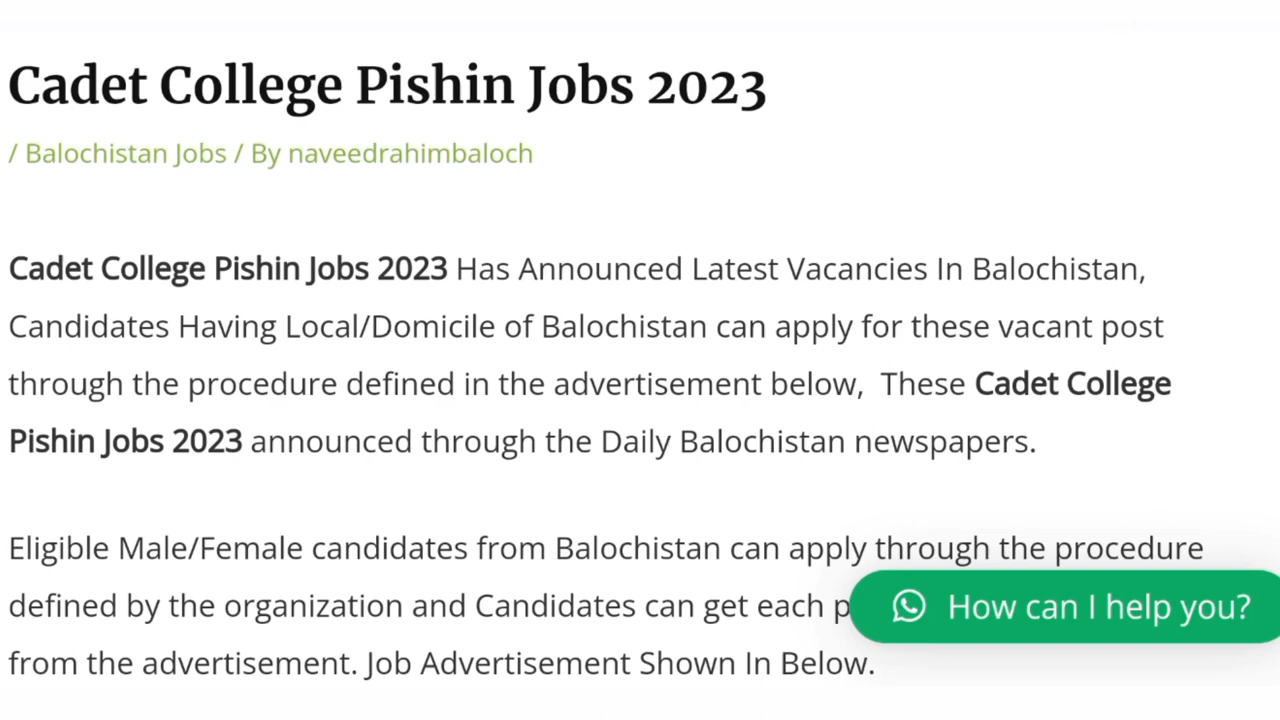 Cadet College Pishin Jobs 2023
/ Balochistan Jobs / By naveedrahimbaloch
Cadet College Pishin Jobs 2023 Has Announced Latest Vacancies In Balochistan,
Candidates Having Local/Domicile of Balochistan can apply for these vacant post
through the procedure defined in the advertisement below,  These Cadet College
Pishin Jobs 2023 announced through the Daily Balochistan newspapers.
Eligible Male/Female candidates from Balochistan can apply through the procedure
defined by the organization and Candidates can get each
How can I help you?
from the advertisement. Job Advertisement Shown In Below.